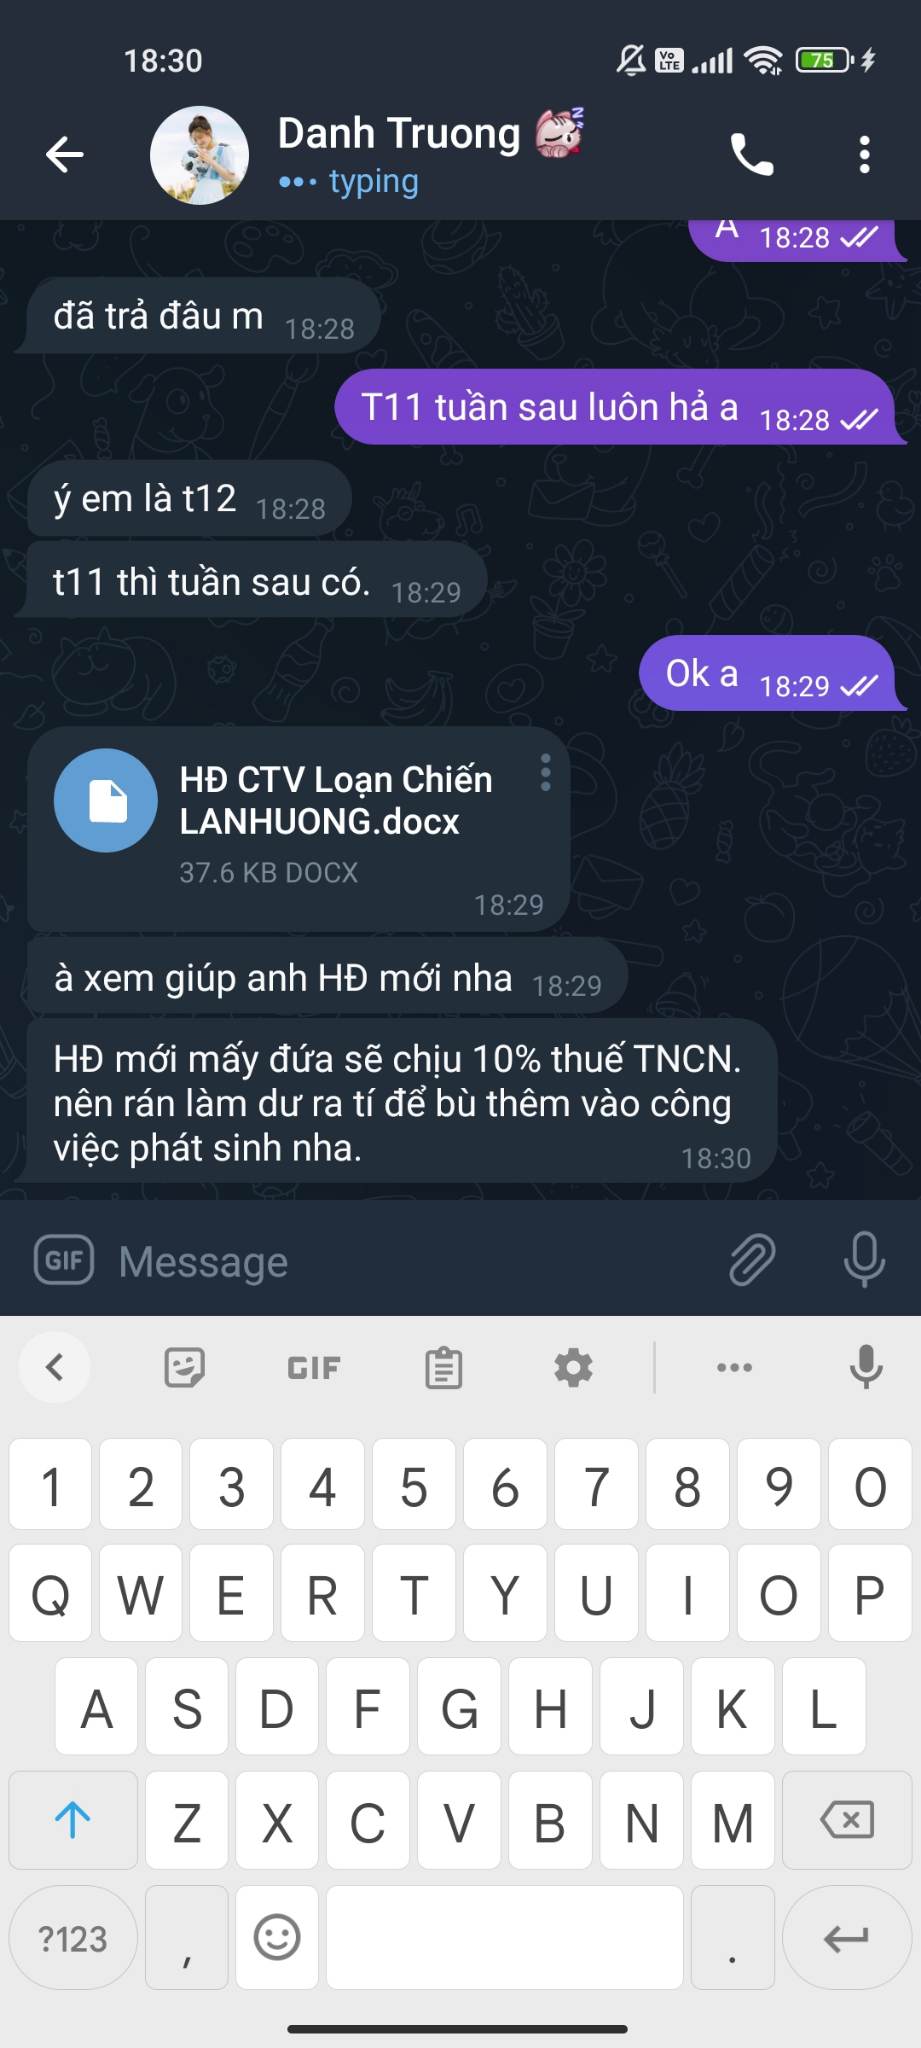 18:30
Vo LTE
75
Danh Truong
typing
A 18:28
đã trả đâu m 18:28
T11 tuần sau luôn hả a 18:28
ý em là t12 18:28
t11 thì tuần sau có. 18:29
Ok a 18:29
HĐ CTV Loạn Chiến
LANHUONG.docx
37.6 KB DOCX
18:29
à xem giúp anh HĐ mới nha 18:29
HĐ mới mấy đứa sẽ chịu 10% thuế TNCN.
nên rán làm dư ra tí để bù thêm vào công
việc phát sinh nha. 18:30
GIF Message
GIF
1 2 3 4 5 6 7 8 9 0
Q W E R T Y U I O P
A S D F G H J K L
Z X C V B N M
?123 , .